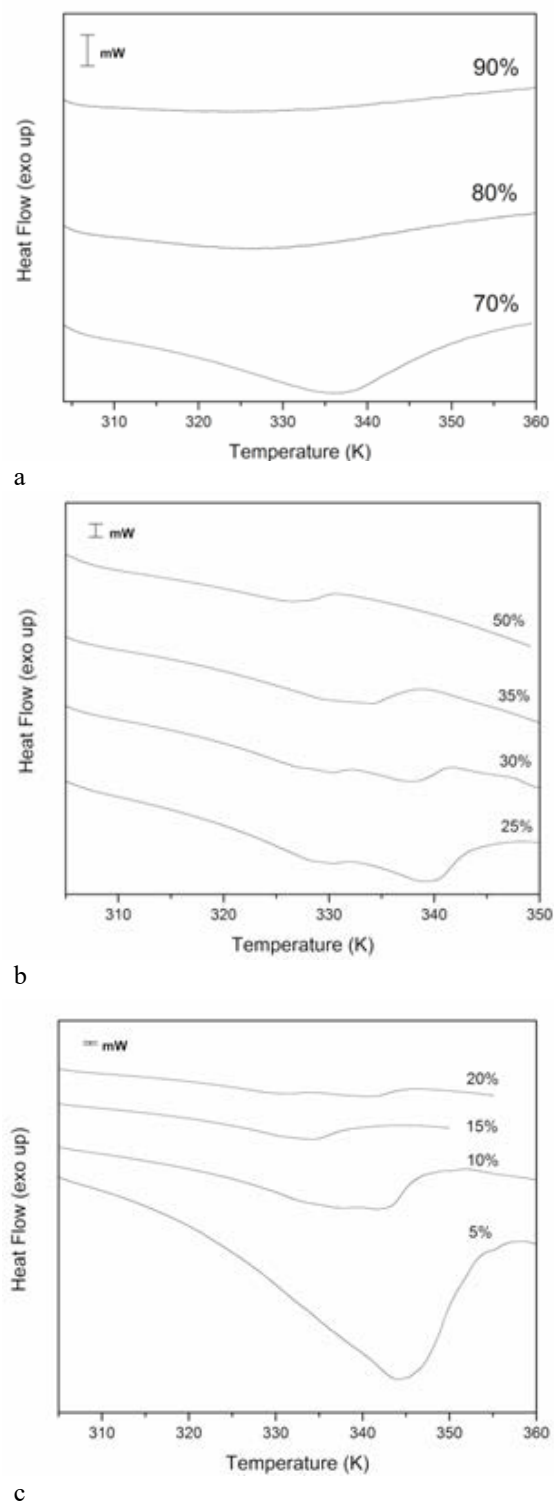 mW
90%
80%
70%
Heat Flow (exo up)
310 320 330 340 350 360
Temperature (K)
a
mW
50%
35%
30%
25%
Heat Flow (exo up)
310 320 330 340 350
Temperature (K)
b
mW
20%
15%
10%
5%
Heat Flow (exo up)
310 320 330 340 350 360
Temperature (K)
c